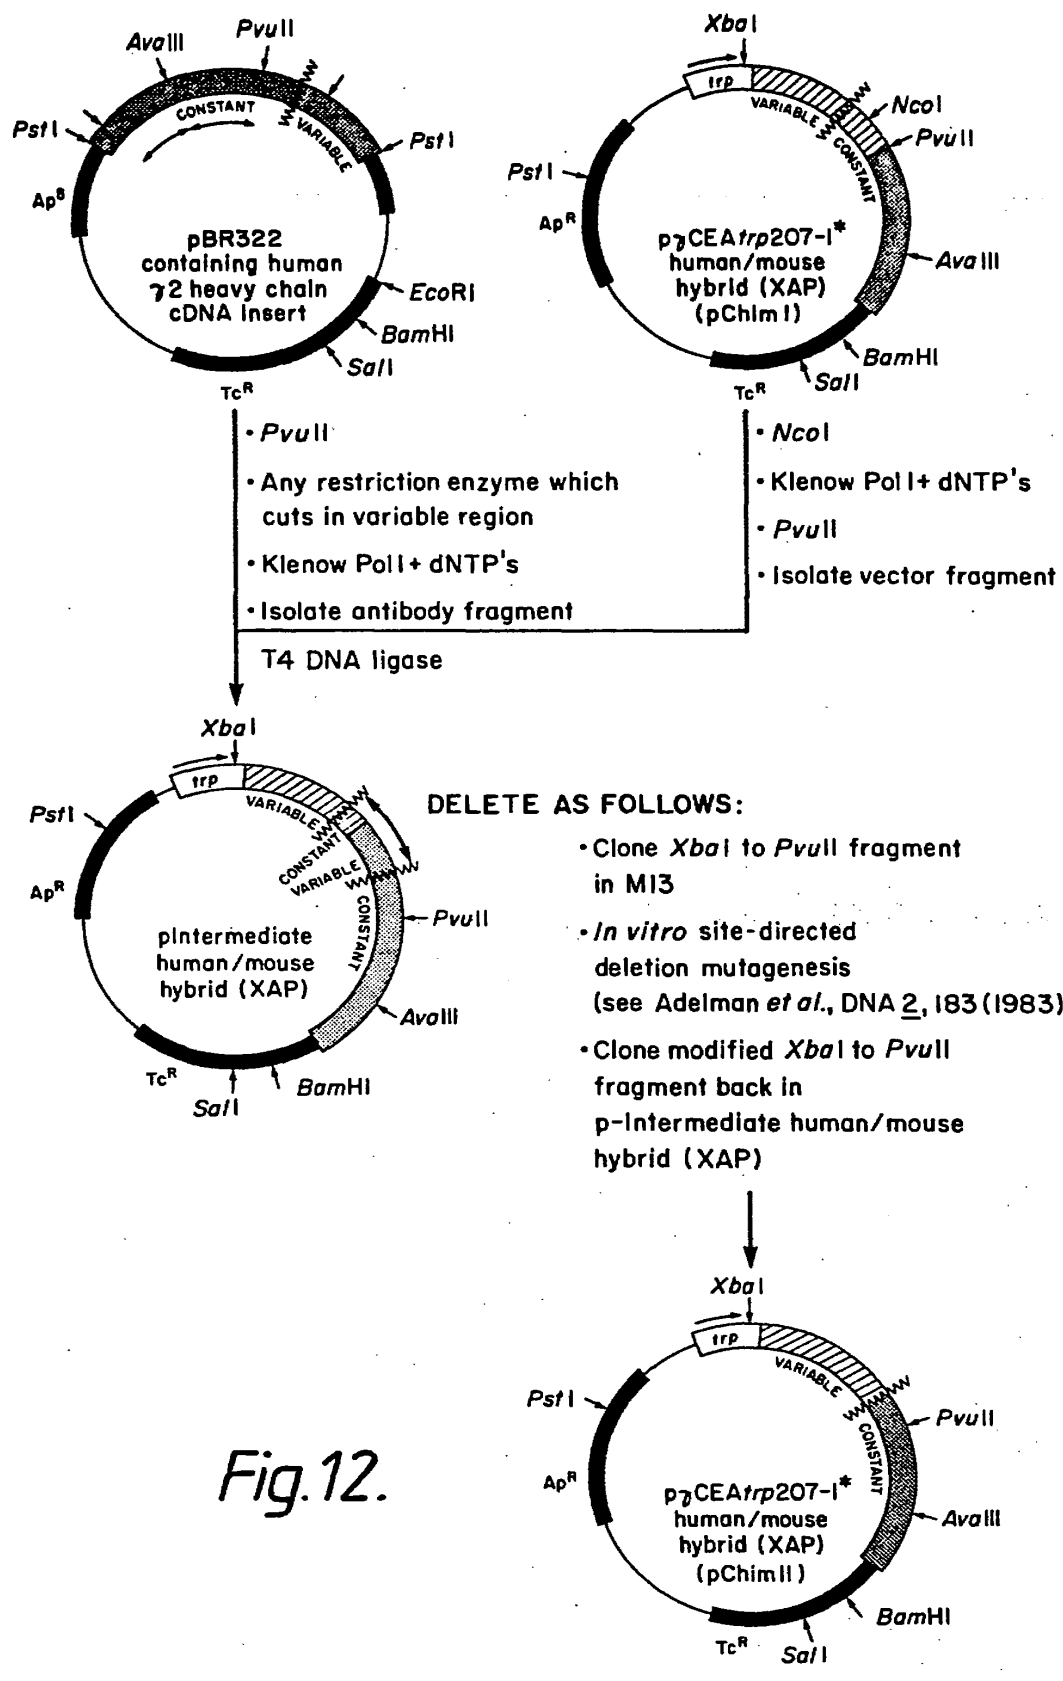 PvuII
AvaIII
PstI
CONSTANT
VARIABLE
PstI
Ap^S
pBR322
containing human
γ2 heavy chain
cDNA insert
EcoRI
BamHI
SalI
Tc^R
XbaI
trp
VARIABLE
NcoI
PvuII
CONSTANT
PstI
Ap^R
pγCEAtrp207-I*
human/mouse
hybrid (XAP)
(pChim I)
AvaIII
BamHI
SalI
Tc^R
• PvuII
• Any restriction enzyme which
cuts in variable region
• Klenow Pol I + dNTP's
• Isolate antibody fragment
• NcoI
• Klenow Pol I + dNTP's
• PvuII
• Isolate vector fragment
T4 DNA ligase
XbaI
trp
VARIABLE
CONSTANT
VARIABLE
CONSTANT
PstI
Ap^R
pIntermediate
human/mouse
hybrid (XAP)
PvuII
AvaIII
BamHI
SalI
Tc^R
DELETE AS FOLLOWS:
• Clone XbaI to PvuII fragment
in M13
• In vitro site-directed
deletion mutagenesis
(see Adelman et al., DNA 2, 183 (1983)
• Clone modified XbaI to PvuII
fragment back in
p-Intermediate human/mouse
hybrid (XAP)
XbaI
trp
VARIABLE
CONSTANT
PstI
PvuII
Ap^R
pγCEAtrp207-I*
human/mouse
hybrid (XAP)
(pChim II)
AvaIII
BamHI
SalI
Tc^R
Fig.12.